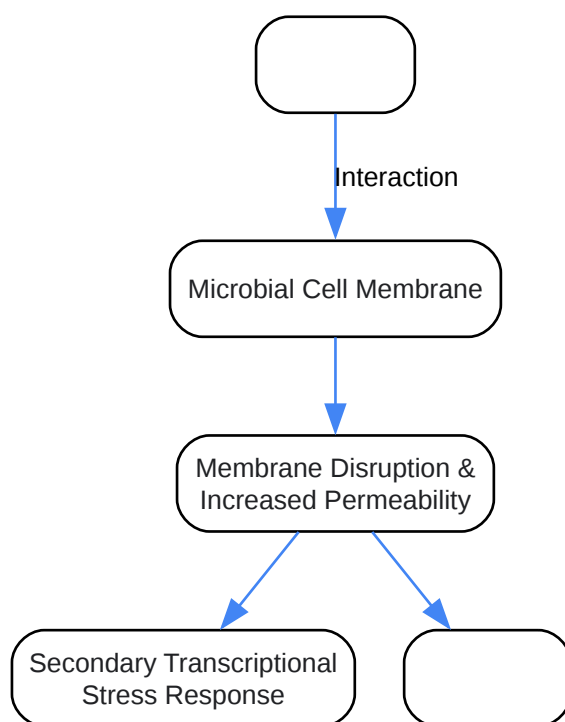 Interaction
Microbial Cell Membrane
Membrane Disruption &
Increased Permeability
Secondary Transcriptional
Stress Response